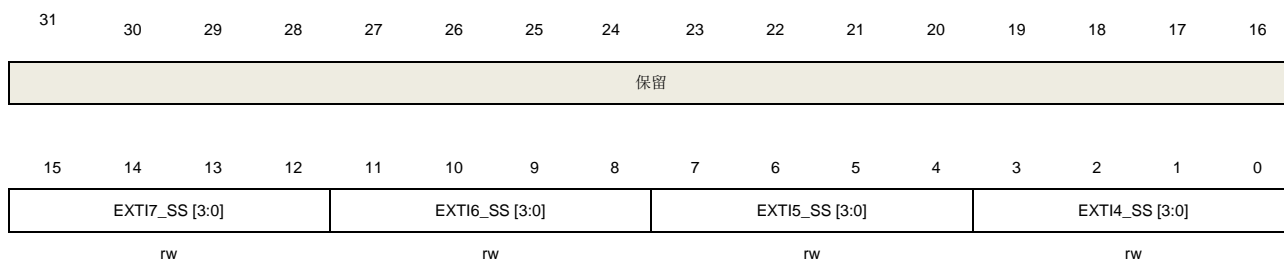 31 30 29 28 27 26 25 24 23 22 21 20 19 18 17 16
保留
15 14 13 12 11 10 9 8 7 6 5 4 3 2 1 0
EXTI7_SS [3:0] EXTI6_SS [3:0] EXTI5_SS [3:0] EXTI4_SS [3:0]
rw rw rw rw